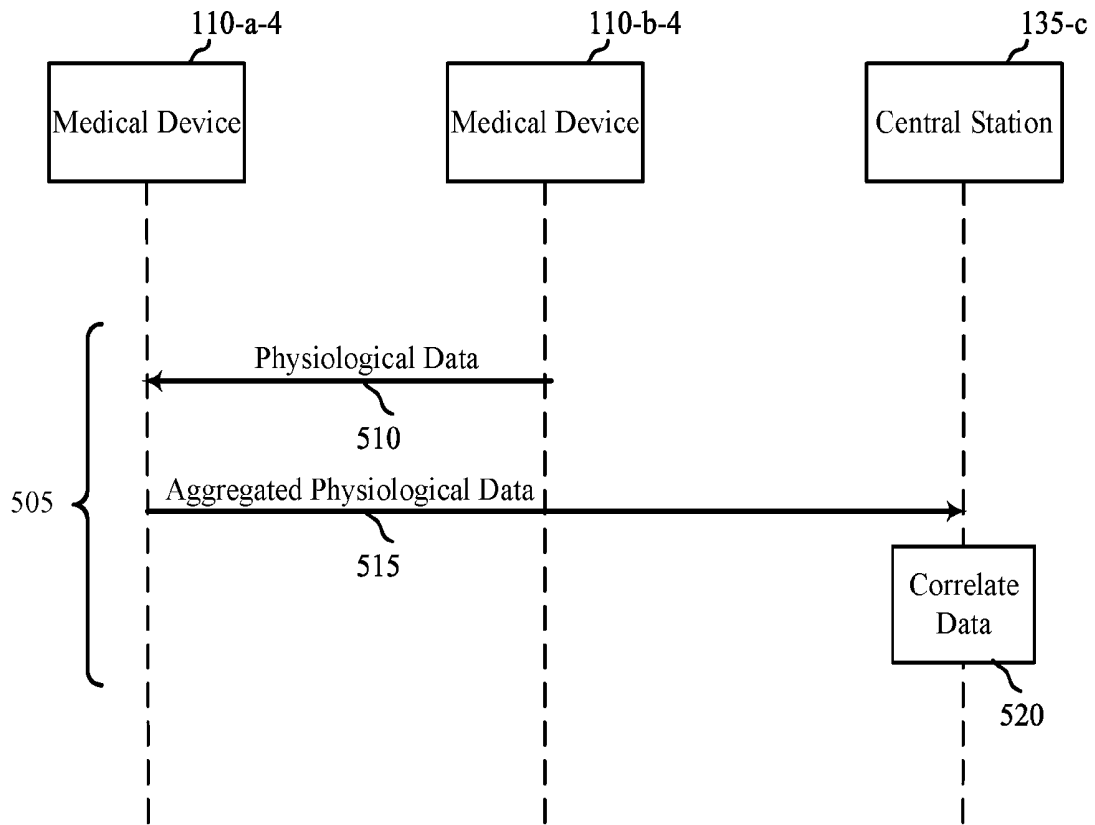 110-a-4
110-b-4
135-c
Medical Device
Medical Device
Central Station
Physiological Data
510
505
Aggregated Physiological Data
515
Correlate
Data
520